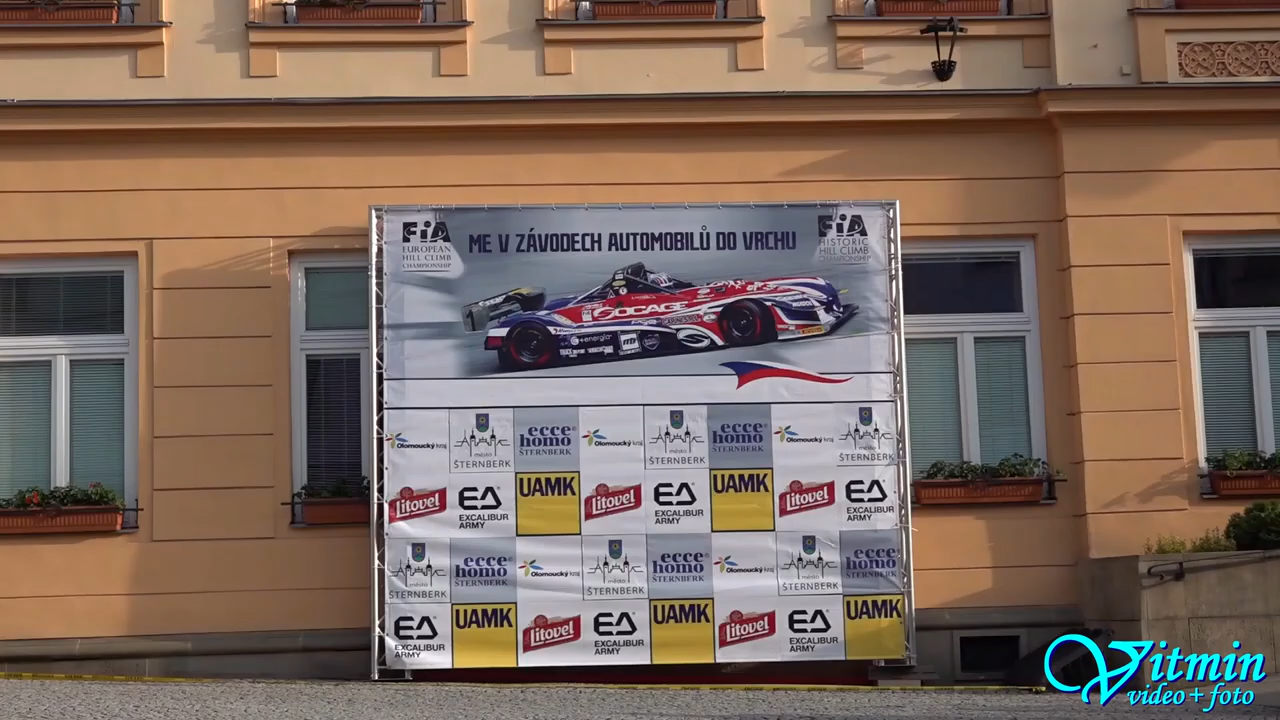 FIA
EUROPEAN
HILL CLIMB
CHAMPIONSHIP
ME V ZÁVODECH AUTOMOBILŮ DO VRCHU
FIA
HISTORIC
HILL CLIMB
CHAMPIONSHIP
SOCAGE
+energia
Olomoucký kraj
město
ŠTERNBERK
ecce
homo
ŠTERNBERK
Olomoucký kraj
město
ŠTERNBERK
ecce
homo
ŠTERNBERK
Olomoucký kraj
město
ŠTERNBERK
Litovel
EA
EXCALIBUR
ARMY
UAMK
Litovel
EA
EXCALIBUR
ARMY
UAMK
Litovel
EA
EXCALIBUR
ARMY
město
ŠTERNBERK
ecce
homo
ŠTERNBERK
Olomoucký kraj
město
ŠTERNBERK
ecce
homo
ŠTERNBERK
Olomoucký kraj
město
ŠTERNBERK
ecce
homo
ŠTERNBERK
EA
EXCALIBUR
ARMY
UAMK
Litovel
EA
EXCALIBUR
ARMY
UAMK
Litovel
EA
EXCALIBUR
ARMY
UAMK
Vitmin
video + foto